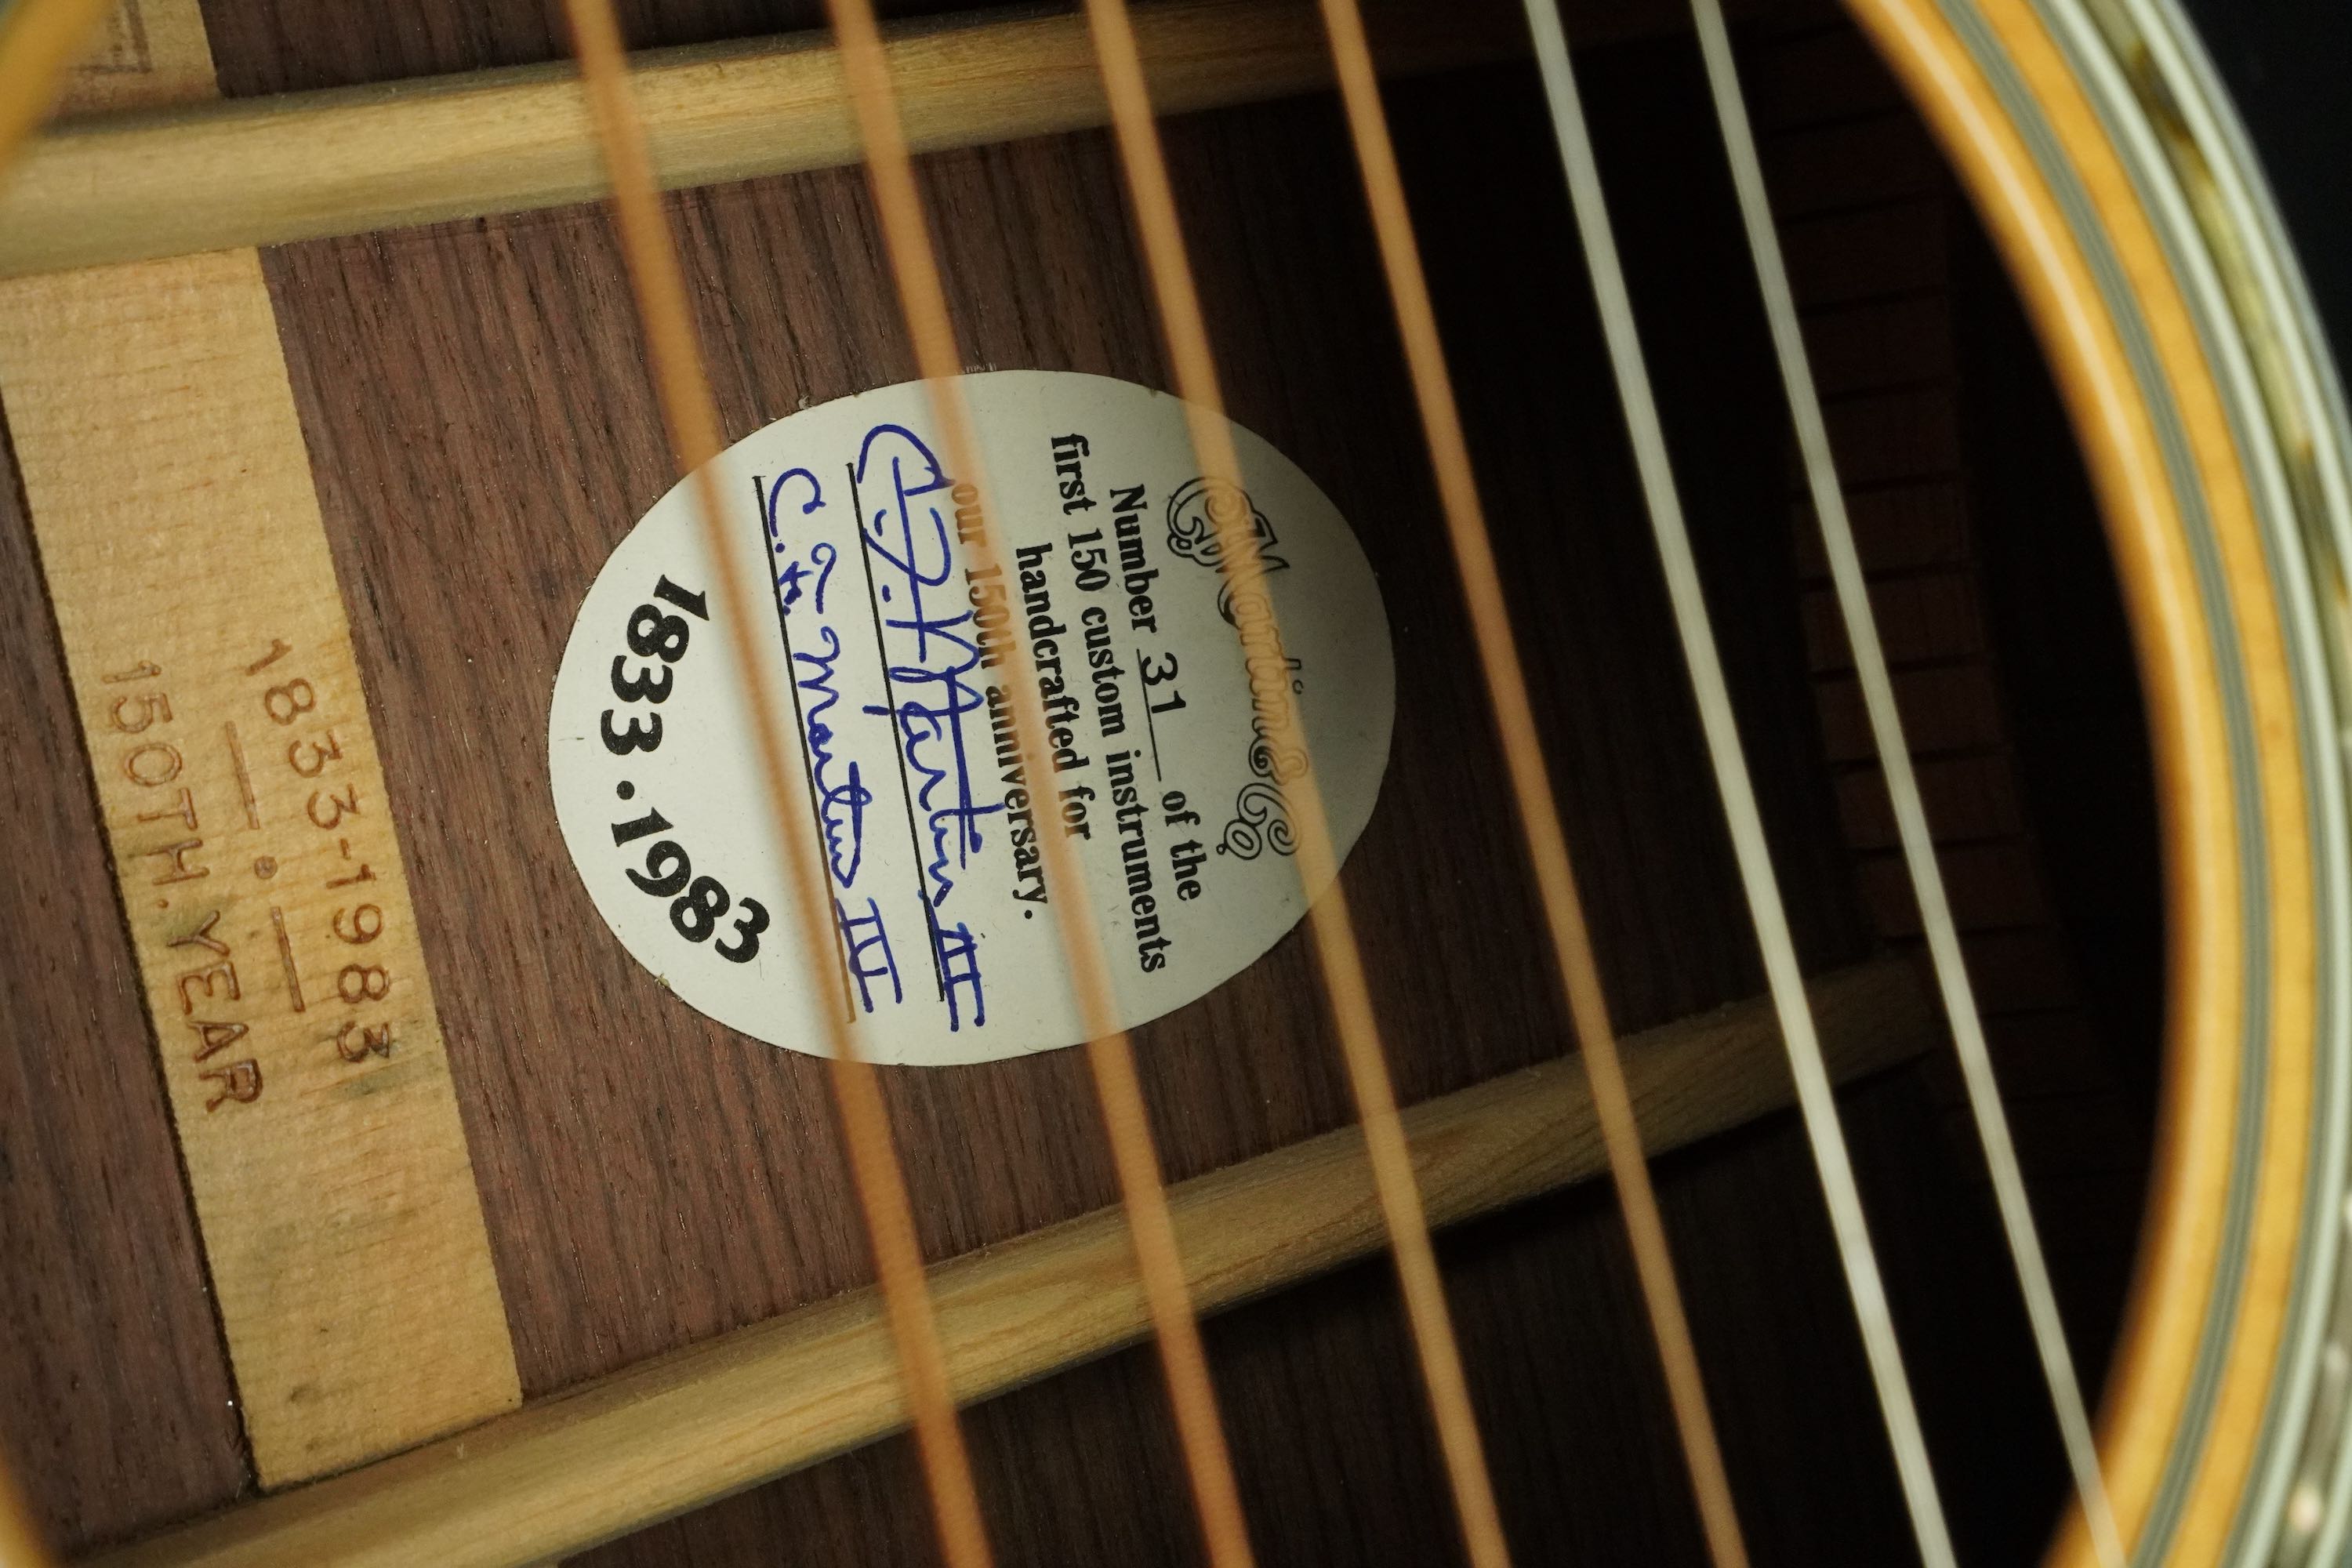 Martin & Co
Number 31 of the
first 150 custom instruments
handcrafted for
our 150th anniversary.
C. F. Martin III
C. F. Martin IV
1833 · 1983
1833-1983
— • —
150TH. YEAR